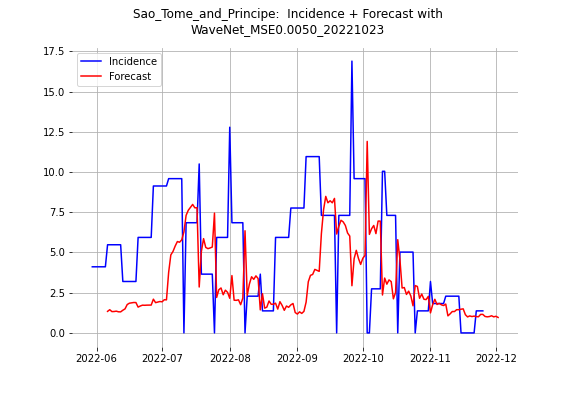 Sao_Tome_and_Principe:  Incidence + Forecast with
WaveNet_MSE0.0050_20221023
Incidence
Forecast
17.5
15.0
12.5
10.0
7.5
5.0
2.5
0.0
2022-06 2022-07 2022-08 2022-09 2022-10 2022-11 2022-12